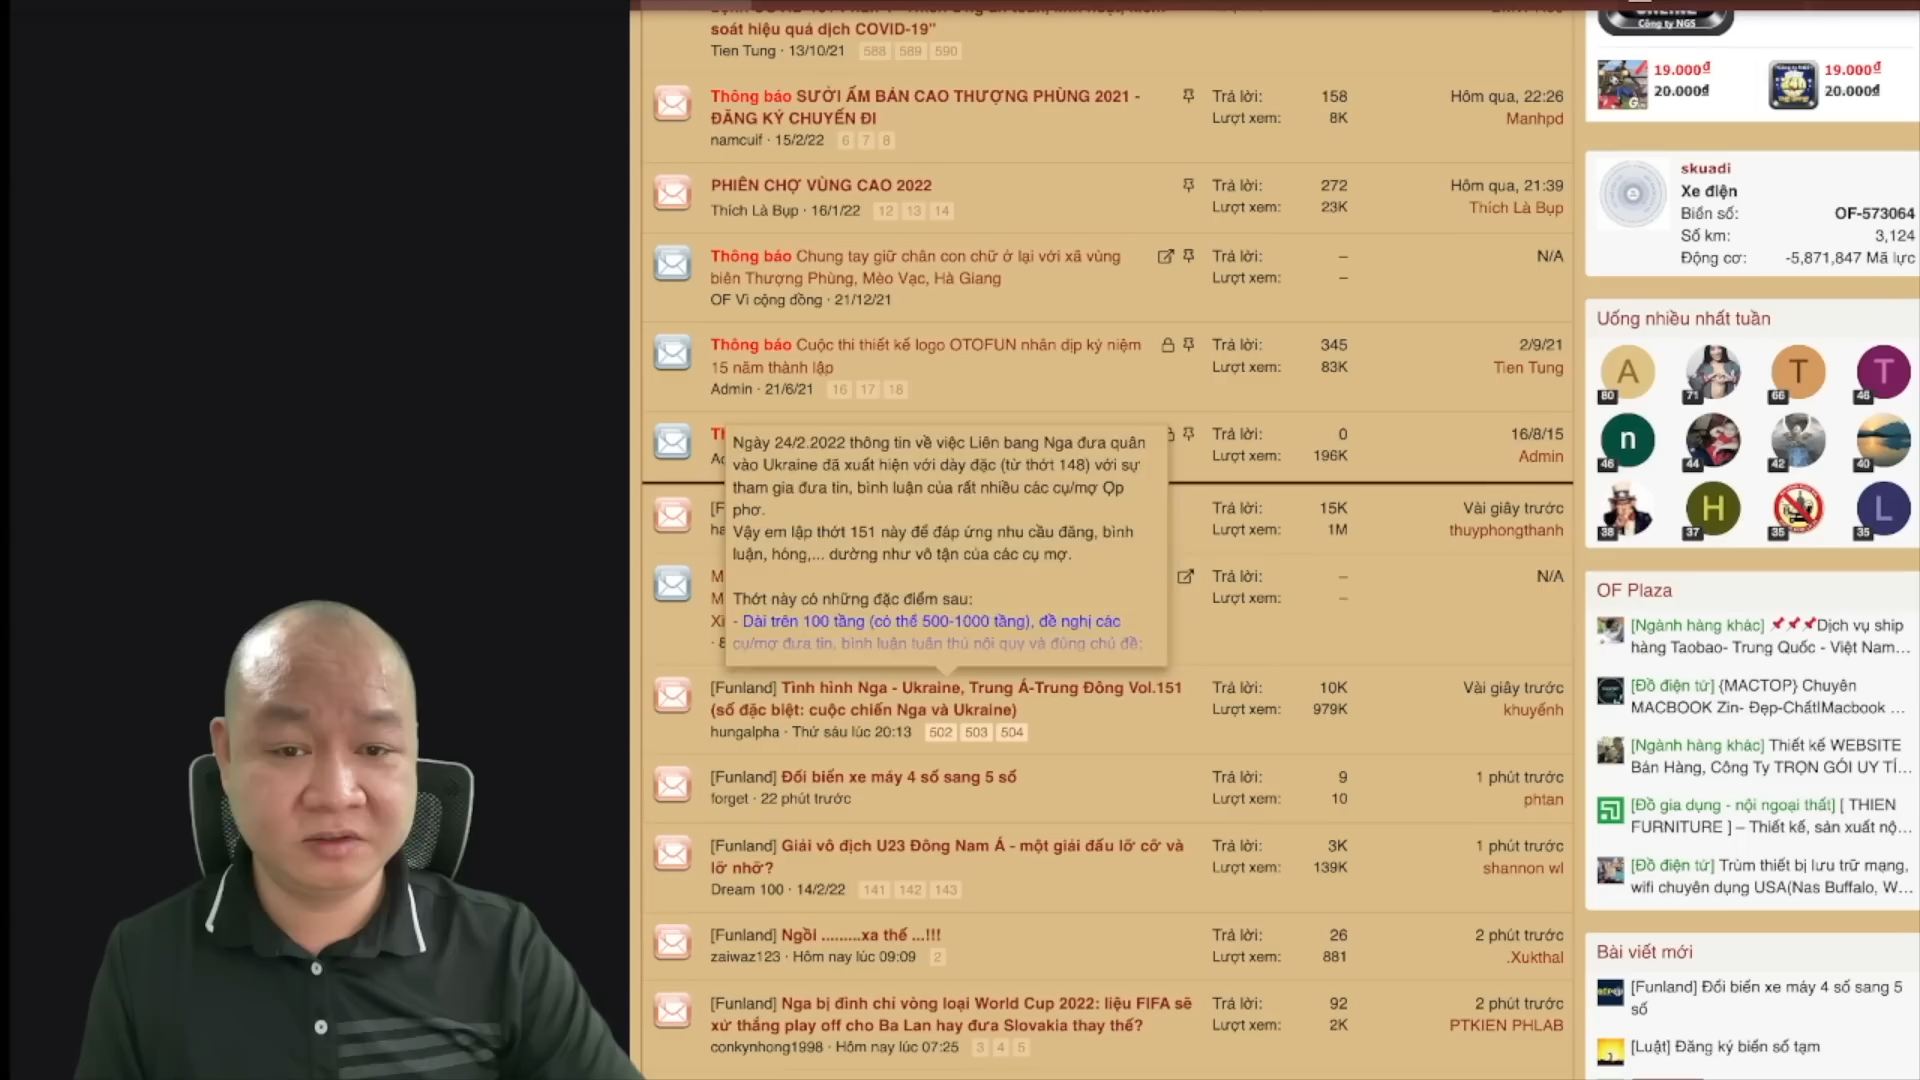 soát hiệu quả dịch COVID-19"
Tien Tung · 13/10/21 588 589 590
Thông báo SƯỞI ẤM BẢN CAO THƯỢNG PHÙNG 2021 -
ĐĂNG KÝ CHUYẾN ĐI
namcuif · 15/2/22 6 7 8
Trả lời: 158
Lượt xem: 8K
Hôm qua, 22:26
Manhpd
PHIÊN CHỢ VÙNG CAO 2022
Thích Là Bụp · 16/1/22 12 13 14
Trả lời: 272
Lượt xem: 23K
Hôm qua, 21:39
Thích Là Bụp
Thông báo Chung tay giữ chân con chữ ở lại với xã vùng
biên Thượng Phùng, Mèo Vạc, Hà Giang
OF Vì cộng đồng · 21/12/21
Trả lời: –
Lượt xem: –
N/A
Thông báo Cuộc thi thiết kế logo OTOFUN nhân dịp kỷ niệm
15 năm thành lập
Admin · 21/6/21 16 17 18
Trả lời: 345
Lượt xem: 83K
2/9/21
Tien Tung
Ngày 24/2.2022 thông tin về việc Liên bang Nga đưa quân
vào Ukraine đã xuất hiện với dày đặc (từ thớt 148) với sự
tham gia đưa tin, bình luận của rất nhiều các cụ/mợ Ọp
phơ.
Vậy em lập thớt 151 này để đáp ứng nhu cầu đăng, bình
luận, hóng,... dường như vô tận của các cụ mợ.
Thớt này có những đặc điểm sau:
- Dài trên 100 tầng (có thể 500-1000 tầng), đề nghị các
cụ/mợ đưa tin, bình luận tuân thủ nội quy và đúng chủ đề:
Trả lời: 0
Lượt xem: 196K
16/8/15
Admin
Trả lời: 15K
Lượt xem: 1M
Vài giây trước
thuyphongthanh
Trả lời: –
Lượt xem: –
N/A
[Funland] Tình hình Nga - Ukraine, Trung Á-Trung Đông Vol.151
(số đặc biệt: cuộc chiến Nga và Ukraine)
hungalpha · Thứ sáu lúc 20:13 502 503 504
Trả lời: 10K
Lượt xem: 979K
Vài giây trước
khuyểnh
[Funland] Đổi biển xe máy 4 số sang 5 số
forget · 22 phút trước
Trả lời: 9
Lượt xem: 10
1 phút trước
phtan
[Funland] Giải vô địch U23 Đông Nam Á - một giải đấu lỡ cỡ và
lỡ nhỡ?
Dream 100 · 14/2/22 141 142 143
Trả lời: 3K
Lượt xem: 139K
1 phút trước
shannon wl
[Funland] Ngồi .........xa thế ...!!!
zaiwaz123 · Hôm nay lúc 09:09 2
Trả lời: 26
Lượt xem: 881
2 phút trước
.Xukthal
[Funland] Nga bị đình chỉ vòng loại World Cup 2022: liệu FIFA sẽ
xử thắng play off cho Ba Lan hay đưa Slovakia thay thế?
conkynhong1998 · Hôm nay lúc 07:25 3 4 5
Trả lời: 92
Lượt xem: 2K
2 phút trước
PTKIEN PHLAB
Công ty NGS
19.000đ
20.000đ
19.000đ
20.000đ
skuadi
Xe điện
Biển số: OF-573064
Số km: 3,124
Động cơ: -5,871,847 Mã lực
Uống nhiều nhất tuần
A T T
80 71 66 46
n
46 44 42 40
H L
38 37 35 35
OF Plaza
[Ngành hàng khác] 📌📌📌Dịch vụ ship
hàng Taobao- Trung Quốc - Việt Nam...
[Đồ điện tử] {MACTOP} Chuyên
MACBOOK Zin- Đẹp-Chất!Macbook ...
[Ngành hàng khác] Thiết kế WEBSITE
Bán Hàng, Công Ty TRỌN GÓI UY TÍ...
[Đồ gia dụng - nội ngoại thất] [ THIEN
FURNITURE ] – Thiết kế, sản xuất nộ...
[Đồ điện tử] Trùm thiết bị lưu trữ mạng,
wifi chuyên dụng USA(Nas Buffalo, W...
Bài viết mới
[Funland] Đổi biển xe máy 4 số sang 5
số
[Luật] Đăng ký biển số tạm